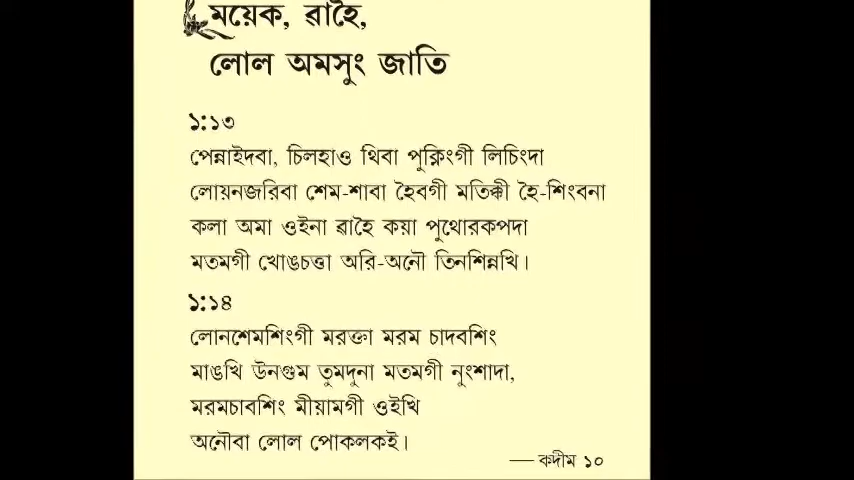 ময়েক, ৱাহৈ,
লোল অমসুং জাতি
১:১৩
পেন্নাইদবা, চিলহাও থিবা পুক্লিংগী লিচিংদা
লোয়নজরিবা শেম-শাবা হৈবগী মতিক্কী হৈ-শিংবনা
কলা অমা ওইনা ৱাহৈ কয়া পুথোরকপদা
মতমগী খোঙচত্তা অরি-অনৌ তিনশিন্নখি।
১:১৪
লোনশেমশিংগী মরক্তা মরম চাদবশিং
মাঙখি উনগুম তুমদুনা মতমগী নুংশাদা,
মরমচাবশিং মীয়ামগী ওইখি
অনৌবা লোল পোকলকই।
— কদীম ১০